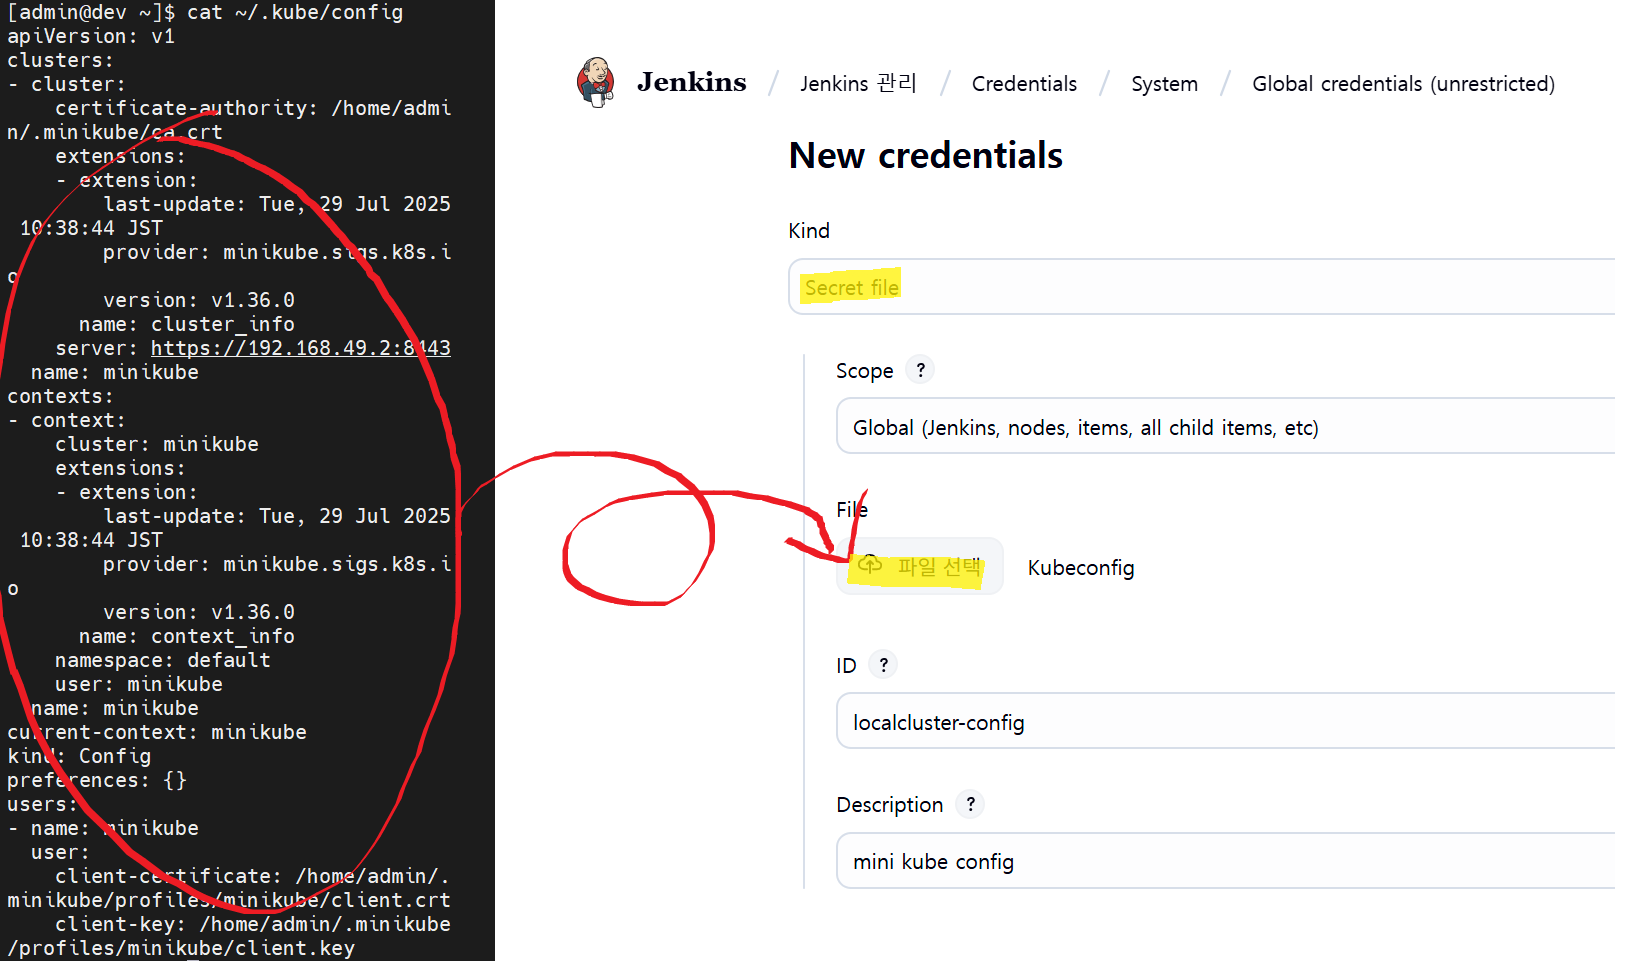 [admin@dev ~]$ cat ~/.kube/config
apiVersion: v1
clusters:
- cluster:
    certificate-authority: /home/admi
n/.minikube/ca.crt
    extensions:
    - extension:
        last-update: Tue, 29 Jul 2025
 10:38:44 JST
        provider: minikube.sigs.k8s.i
o
        version: v1.36.0
      name: cluster_info
    server: https://192.168.49.2:8443
  name: minikube
contexts:
- context:
    cluster: minikube
    extensions:
    - extension:
        last-update: Tue, 29 Jul 2025
 10:38:44 JST
        provider: minikube.sigs.k8s.i
o
        version: v1.36.0
      name: context_info
    namespace: default
    user: minikube
  name: minikube
current-context: minikube
kind: Config
preferences: {}
users:
- name: minikube
  user:
    client-certificate: /home/admin/.
minikube/profiles/minikube/client.crt
    client-key: /home/admin/.minikube
/profiles/minikube/client.key
Jenkins / Jenkins 관리 / Credentials / System / Global credentials (unrestricted)
New credentials
Kind
Secret file
Scope ?
Global (Jenkins, nodes, items, all child items, etc)
File
파일 선택 Kubeconfig
ID ?
localcluster-config
Description ?
mini kube config